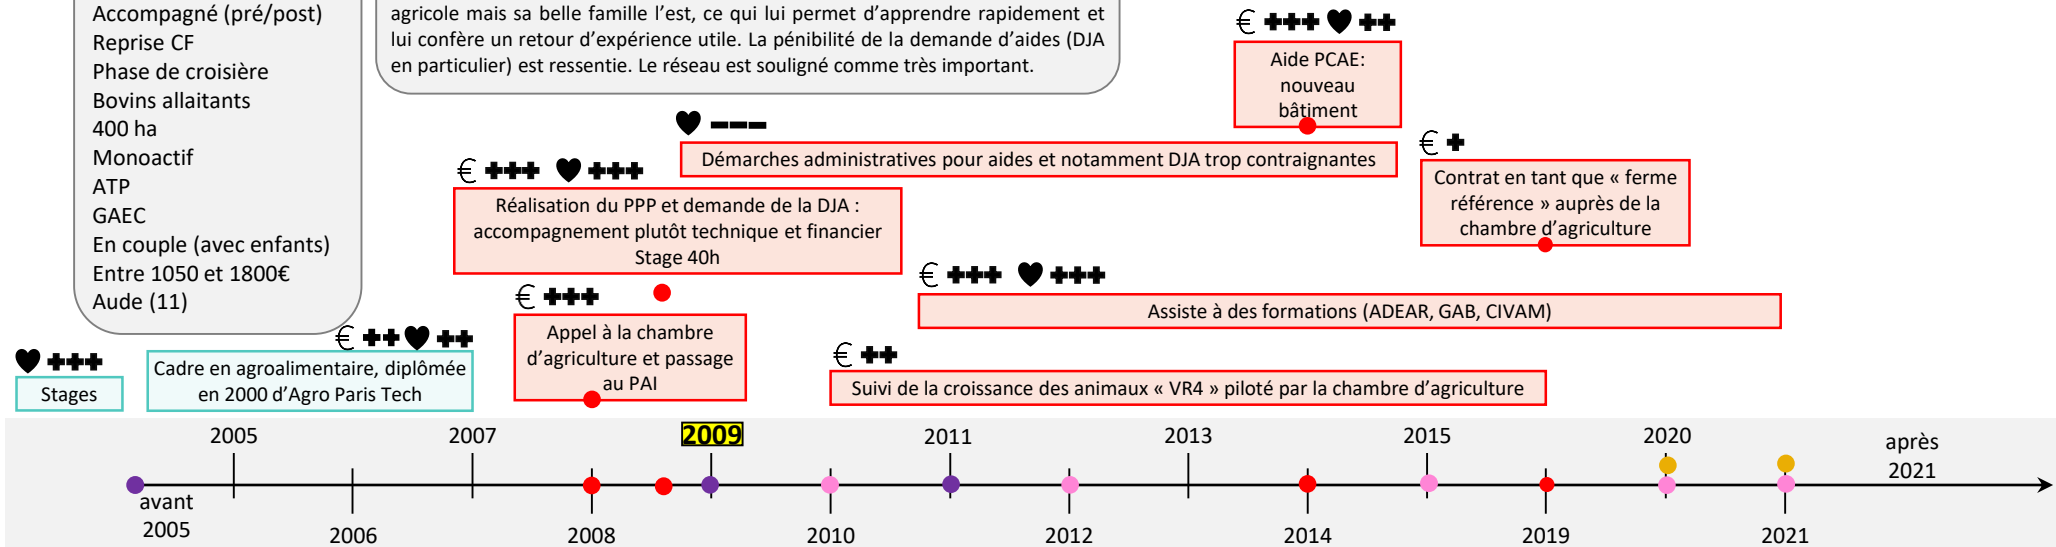 Accompagné (pré/post)
Reprise CF
Phase de croisière
Bovins allaitants
400 ha
Monoactif
ATP
GAEC
En couple (avec enfants)
Entre 1050 et 1800€
Aude (11)
agricole mais sa belle famille l'est, ce qui lui permet d'apprendre rapidement et
lui confère un retour d'expérience utile. La pénibilité de la demande d'aides (DJA
en particulier) est ressentie. Le réseau est souligné comme très important.
€ +++ ♥ ++
Aide PCAE:
nouveau
bâtiment
♥ ---
Démarches administratives pour aides et notamment DJA trop contraignantes
€ +
Contrat en tant que « ferme
référence » auprès de la
chambre d'agriculture
€ +++ ♥ +++
Réalisation du PPP et demande de la DJA :
accompagnement plutôt technique et financier
Stage 40h
€ +++ ♥ +++
Assiste à des formations (ADEAR, GAB, CIVAM)
€ +++
Appel à la chambre
d'agriculture et passage
au PAI
€ ++ ♥ ++
Cadre en agroalimentaire, diplômée
en 2000 d'Agro Paris Tech
♥ +++
Stages
€ ++
Suivi de la croissance des animaux « VR4 » piloté par la chambre d'agriculture
2005 2007 2009 2011 2013 2015 2020 après
2021
avant
2005 2006 2008 2010 2012 2014 2019 2021